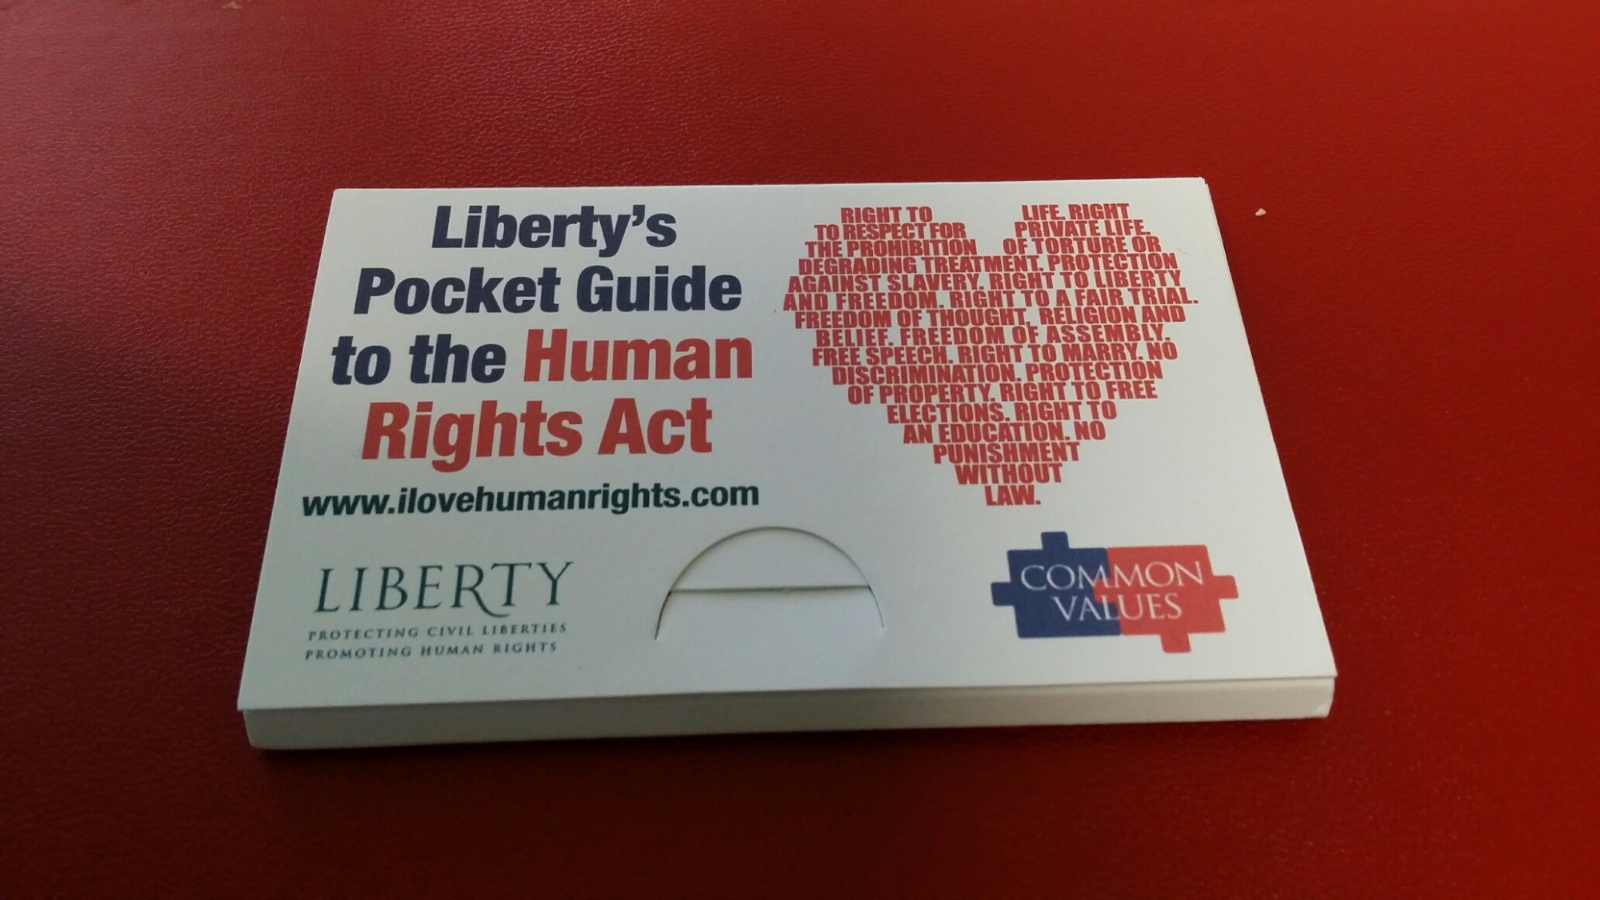 Liberty's
Pocket Guide
to the Human
Rights Act
www.ilovehumanrights.com
LIBERTY
PROTECTING CIVIL LIBERTIES
PROMOTING HUMAN RIGHTS
RIGHT TO LIFE. RIGHT
TO RESPECT FOR PRIVATE LIFE.
THE PROHIBITION OF TORTURE OR
DEGRADING TREATMENT. PROTECTION
AGAINST SLAVERY. RIGHT TO LIBERTY
AND FREEDOM. RIGHT TO A FAIR TRIAL.
FREEDOM OF THOUGHT, RELIGION AND
BELIEF. FREEDOM OF ASSEMBLY.
FREE SPEECH. RIGHT TO MARRY. NO
DISCRIMINATION. PROTECTION
OF PROPERTY. RIGHT TO FREE
ELECTIONS. RIGHT TO
AN EDUCATION. NO
PUNISHMENT
WITHOUT
LAW.
COMMON
VALUES